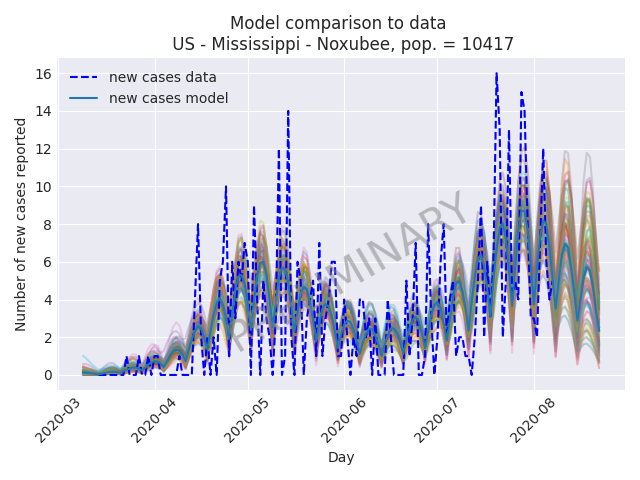 Model comparison to data
US - Mississippi - Noxubee, pop. = 10417
new cases data
new cases model
Number of new cases reported
16
14
12
10
8
6
4
2
0
PRELIMINARY
2020-03
2020-04
2020-05
2020-06
2020-07
2020-08
Day